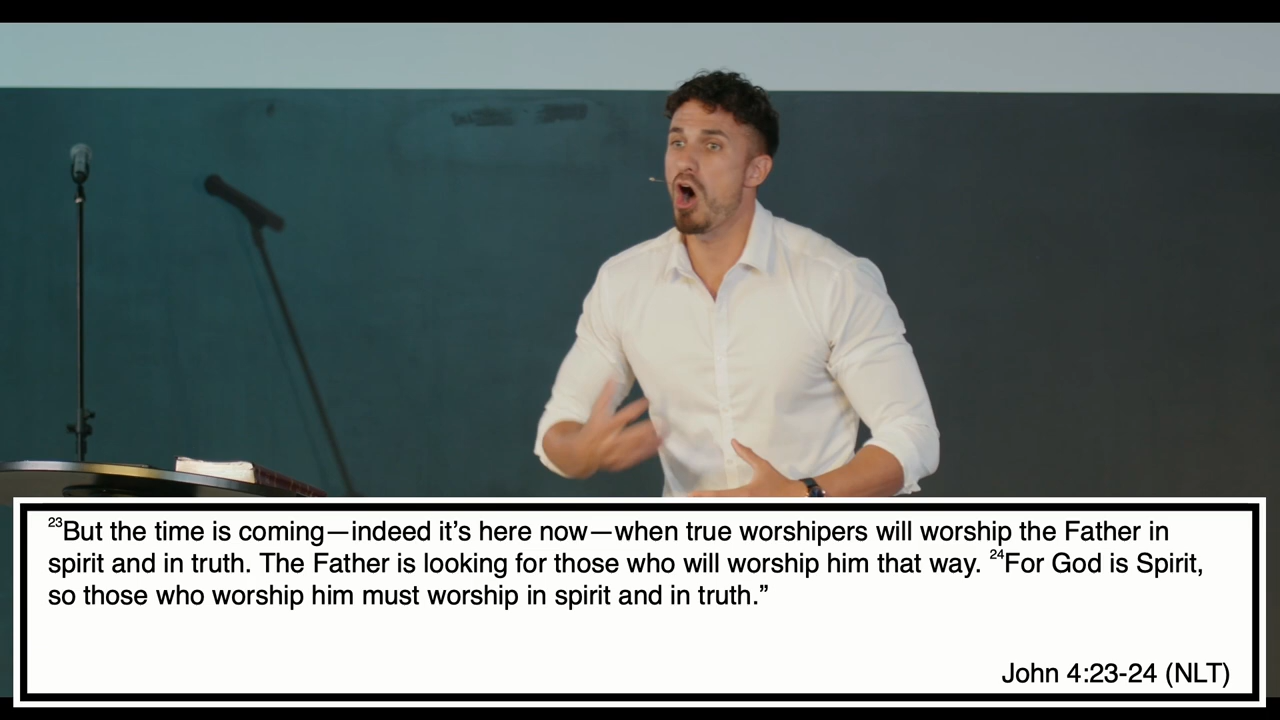 ²³But the time is coming—indeed it’s here now—when true worshipers will worship the Father in
spirit and in truth. The Father is looking for those who will worship him that way. ²⁴For God is Spirit,
so those who worship him must worship in spirit and in truth.”
John 4:23-24 (NLT)